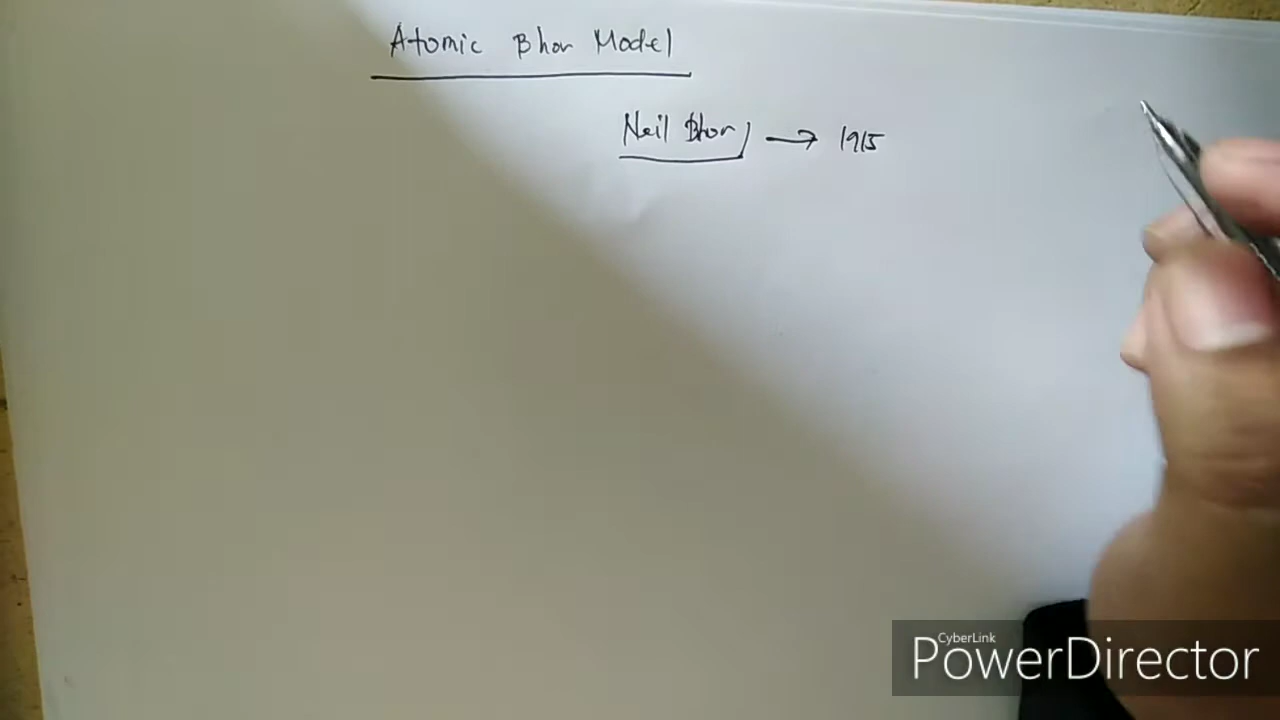 Atomic Bhor Model
Neil Bhor → 1915
CyberLink
PowerDirector